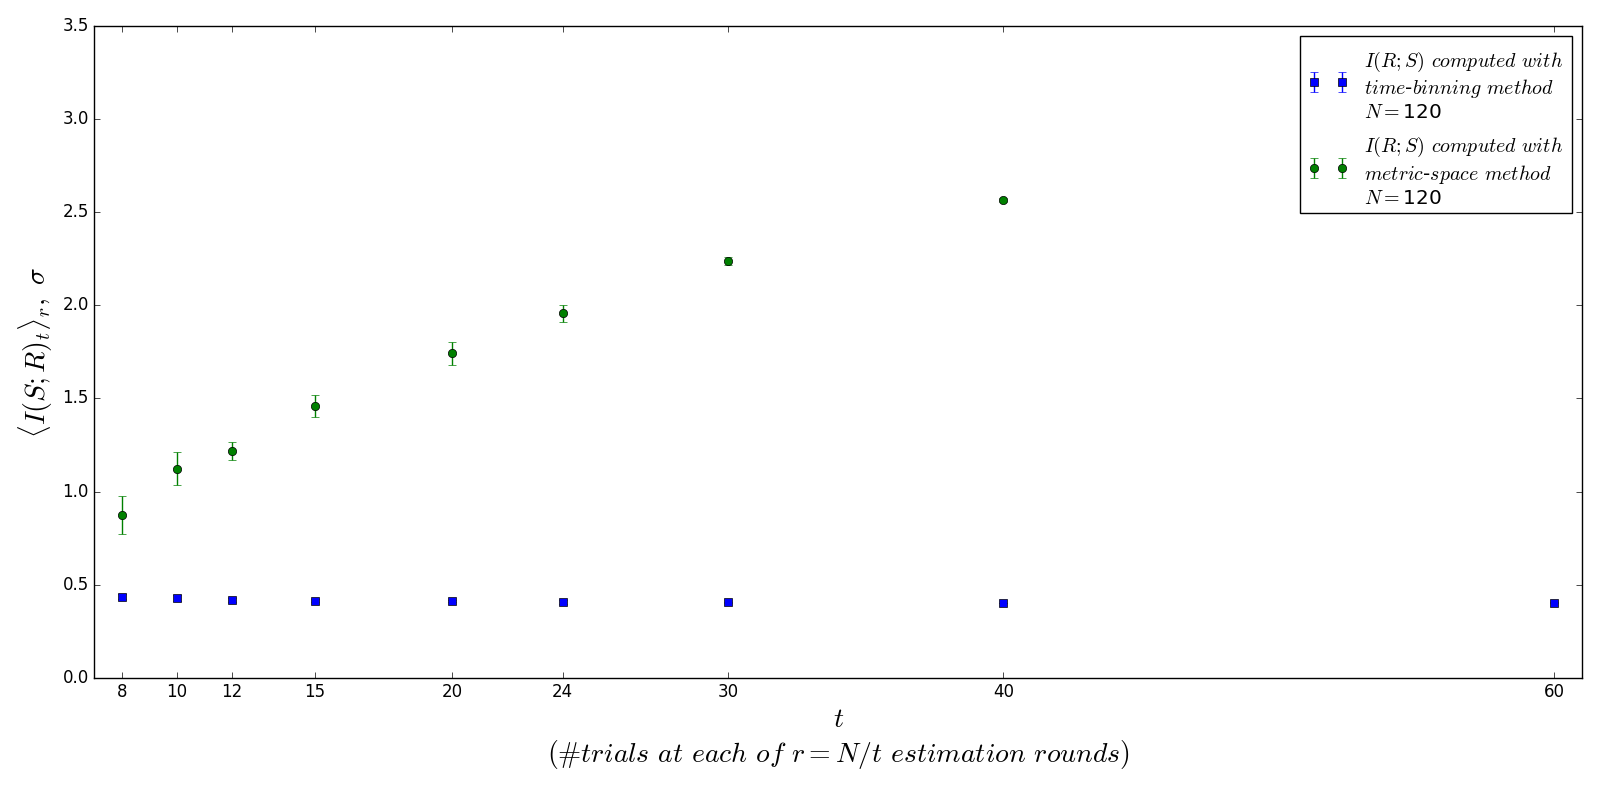 3.5
3.0
2.5
2.0
1.5
1.0
0.5
0.0
⟨I(S;R)ₜ⟩ᵣ, σ
I(R;S) computed with
time-binning method
N = 120
I(R;S) computed with
metric-space method
N = 120
8 10 12 15 20 24 30 40 60
t
(#trials at each of r = N/t estimation rounds)